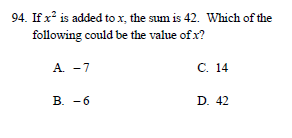 94. If x² is added to x, the sum is 42. Which of the
following could be the value of x?
A. −7 C. 14
B. −6 D. 42